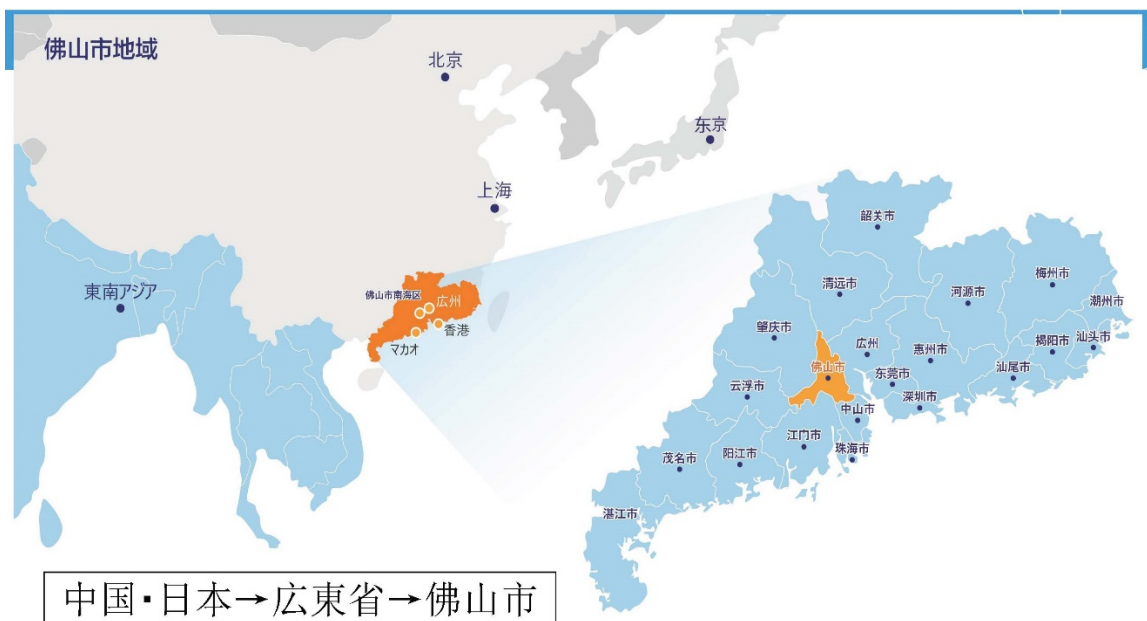 佛山市地域
北京
东京
上海
東南アジア
佛山市南海区
広州
香港
マカオ
韶关市
清远市
河源市
梅州市
潮州市
肇庆市
広州
惠州市
揭阳市
汕头市
佛山市
东莞市
汕尾市
云浮市
深圳市
中山市
江门市
珠海市
茂名市
阳江市
湛江市
中国・日本→広東省→佛山市